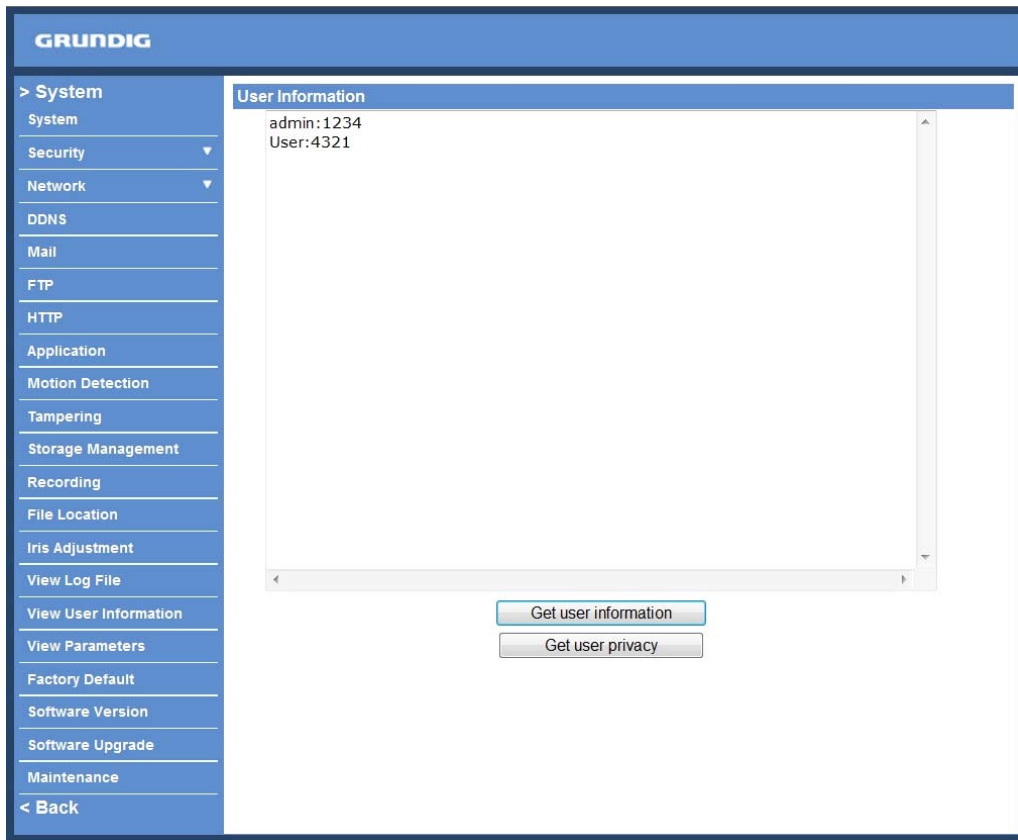 GRUNDIG
> System
System
Security
Network
DDNS
Mail
FTP
HTTP
Application
Motion Detection
Tampering
Storage Management
Recording
File Location
Iris Adjustment
View Log File
View User Information
View Parameters
Factory Default
Software Version
Software Upgrade
Maintenance
< Back
User Information
admin:1234
User:4321
Get user information
Get user privacy